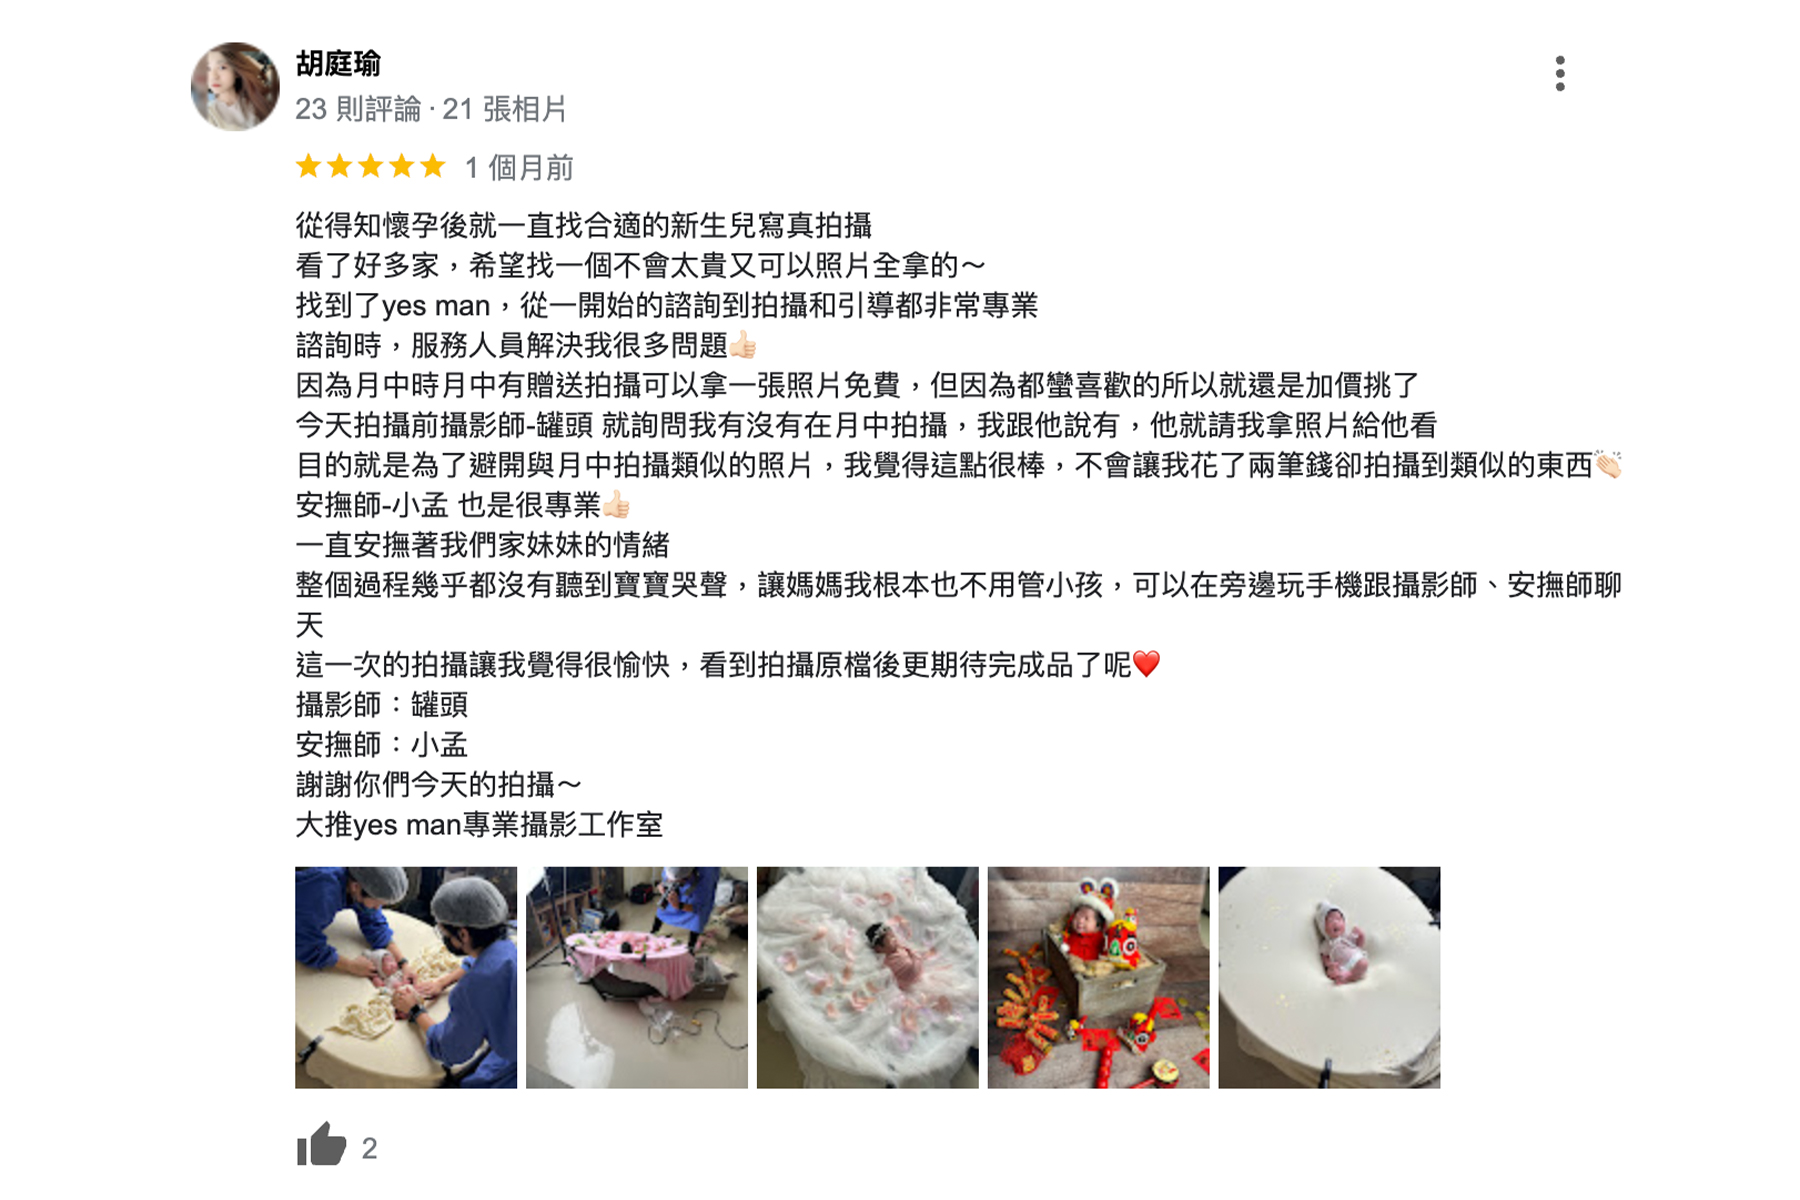 胡庭瑜
23 則評論 · 21 張相片
1 個月前
從得知懷孕後就一直找合適的新生兒寫真拍攝
看了好多家，希望找一個不會太貴又可以照片全拿的～
找到了yes man，從一開始的諮詢到拍攝和引導都非常專業
諮詢時，服務人員解決我很多問題👍🏻
因為月中時月中有贈送拍攝可以拿一張照片免費，但因為都蠻喜歡的所以就還是加價挑了
今天拍攝前攝影師-罐頭 就詢問我有沒有在月中拍攝，我跟他說有，他就請我拿照片給他看
目的就是為了避開與月中拍攝類似的照片，我覺得這點很棒，不會讓我花了兩筆錢卻拍攝到類似的東西👏🏻
安撫師-小孟 也是很專業👍🏻
一直安撫著我們家妹妹的情緒
整個過程幾乎都沒有聽到寶寶哭聲，讓媽媽我根本也不用管小孩，可以在旁邊玩手機跟攝影師、安撫師聊
天
這一次的拍攝讓我覺得很愉快，看到拍攝原檔後更期待完成品了呢❤️
攝影師：罐頭
安撫師：小孟
謝謝你們今天的拍攝～
大推yes man專業攝影工作室
2